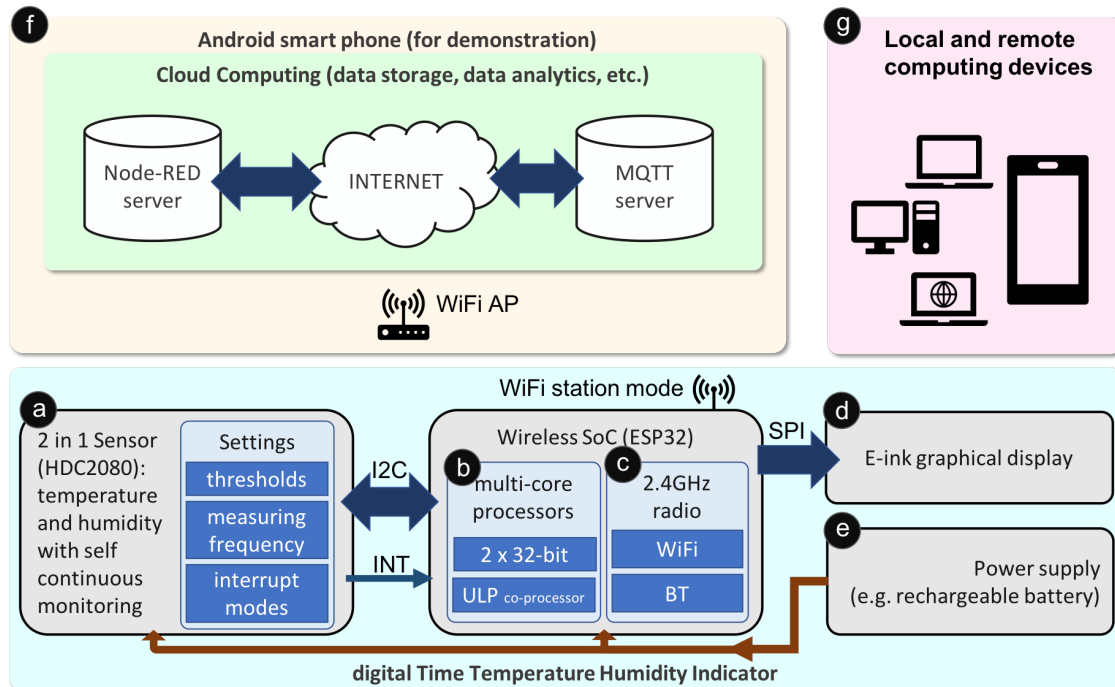 f
Android smart phone (for demonstration)
Cloud Computing (data storage, data analytics, etc.)
Node-RED
server
INTERNET
MQTT
server
WiFi AP
g
Local and remote
computing devices
WiFi station mode
a
2 in 1 Sensor
(HDC2080):
temperature
and humidity
with self
continuous
monitoring
Settings
thresholds
measuring
frequency
interrupt
modes
I2C
INT
Wireless SoC (ESP32)
b
multi-core
processors
2 x 32-bit
ULP co-processor
c
2.4GHz
radio
WiFi
BT
SPI
d
E-ink graphical display
e
Power supply
(e.g. rechargeable battery)
digital Time Temperature Humidity Indicator